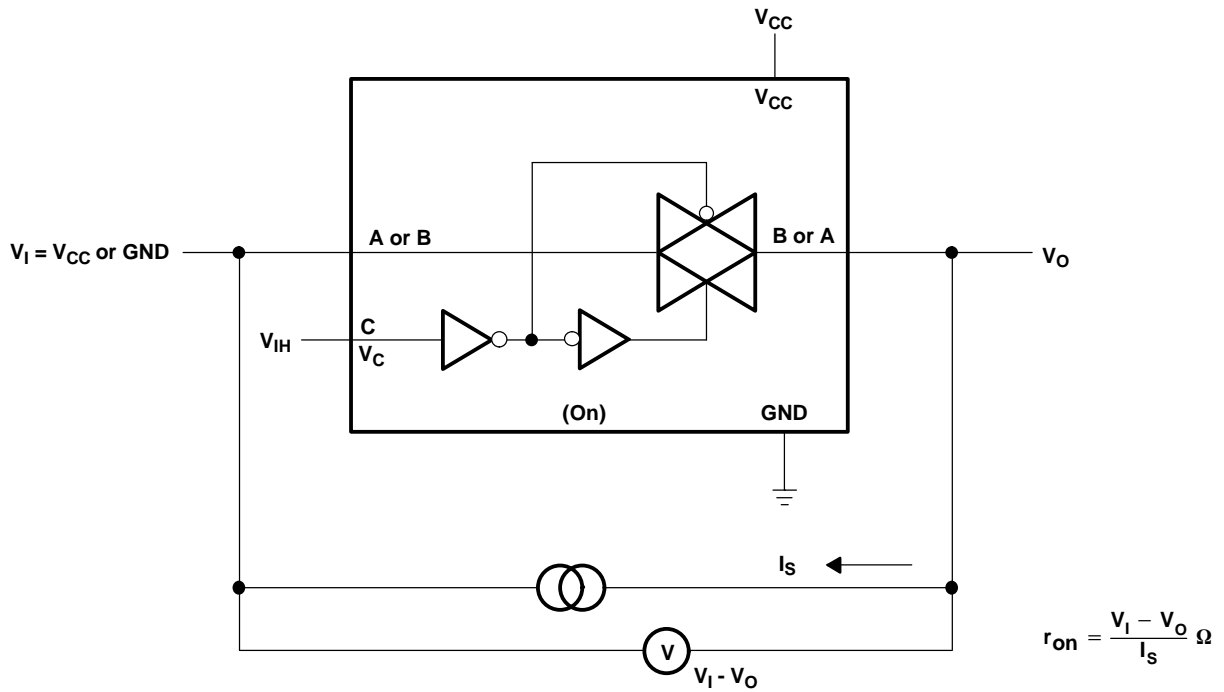 VCC
VCC
VI = VCC or GND
A or B
B or A
VO
VIH
C
VC
(On)
GND
IS
V
VI - VO
ron = VI − VO / IS Ω